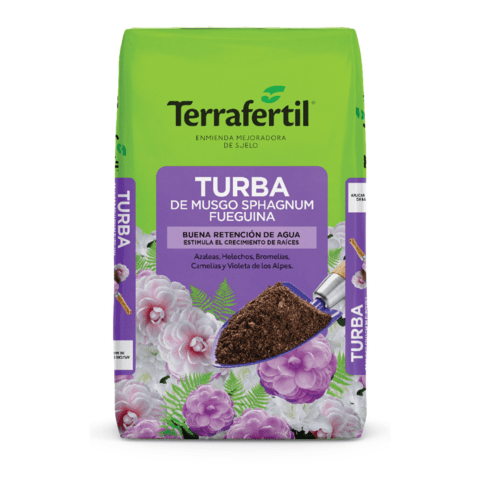 Terrafertil®
ENMIENDA MEJORADORA
DE SUELO
TURBA
DE MUSGO SPHAGNUM
FUEGUINA
BUENA RETENCIÓN DE AGUA
ESTIMULA EL CRECIMIENTO DE RAÍCES
Azaleas, Helechos, Bromelias,
Camelias y Violeta de los Alpes.
TURBA
TURBA